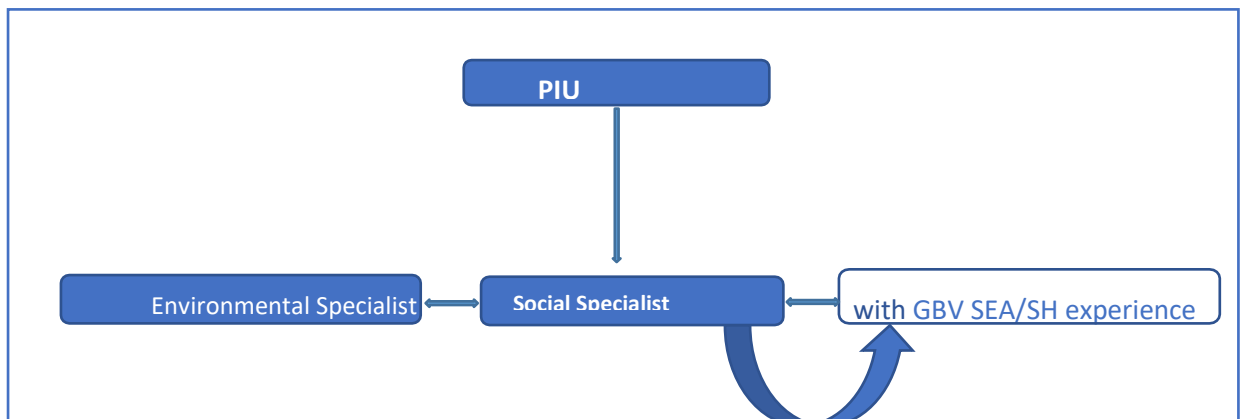 PIU
Environmental Specialist
Social Specialist
with GBV SEA/SH experience